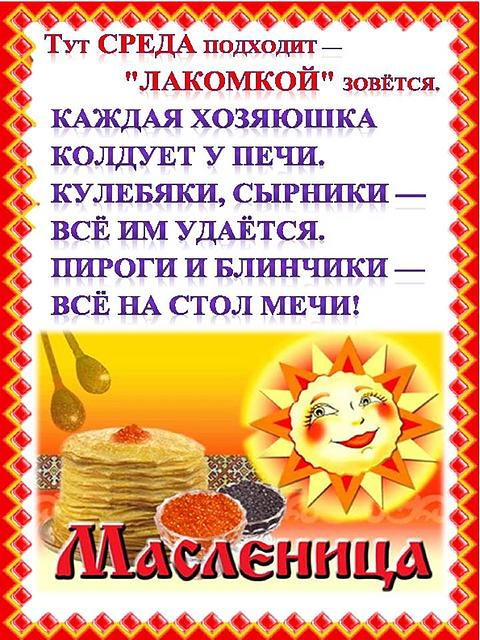 Тут СРЕДА подходит —
"ЛАКОМКОЙ" зовётся.
КАЖДАЯ ХОЗЯЮШКА
КОЛДУЕТ У ПЕЧИ.
КУЛЕБЯКИ, СЫРНИКИ —
ВСЁ ИМ УДАЁТСЯ.
ПИРОГИ И БЛИНЧИКИ —
ВСЁ НА СТОЛ МЕЧИ!
Масленица